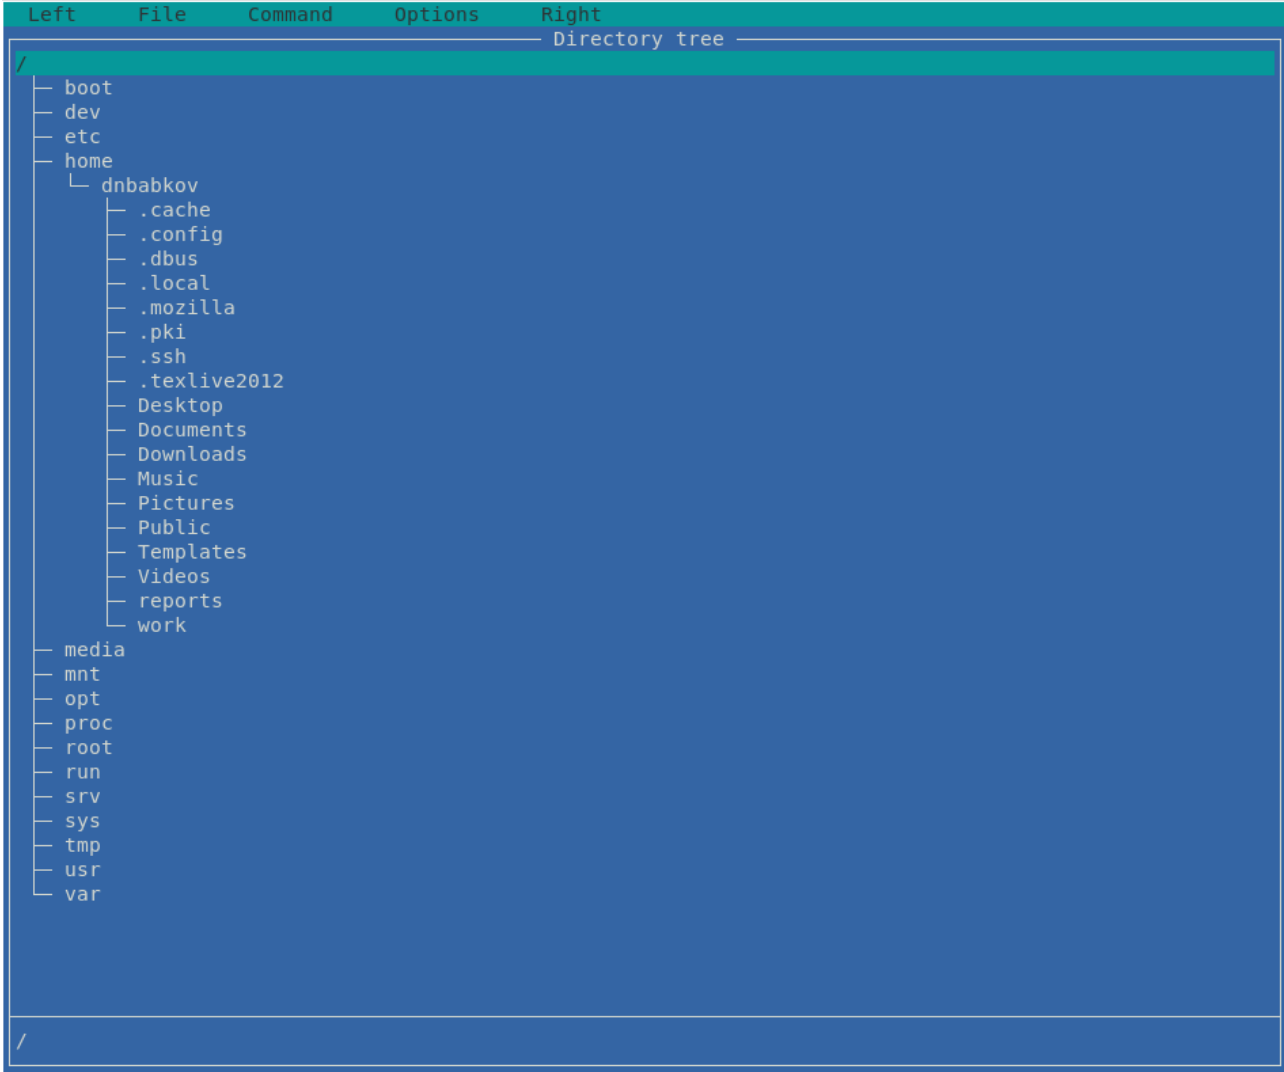 Left File Command Options Right
Directory tree
/
boot
dev
etc
home
dnbabkov
.cache
.config
.dbus
.local
.mozilla
.pki
.ssh
.texlive2012
Desktop
Documents
Downloads
Music
Pictures
Public
Templates
Videos
reports
work
media
mnt
opt
proc
root
run
srv
sys
tmp
usr
var
/